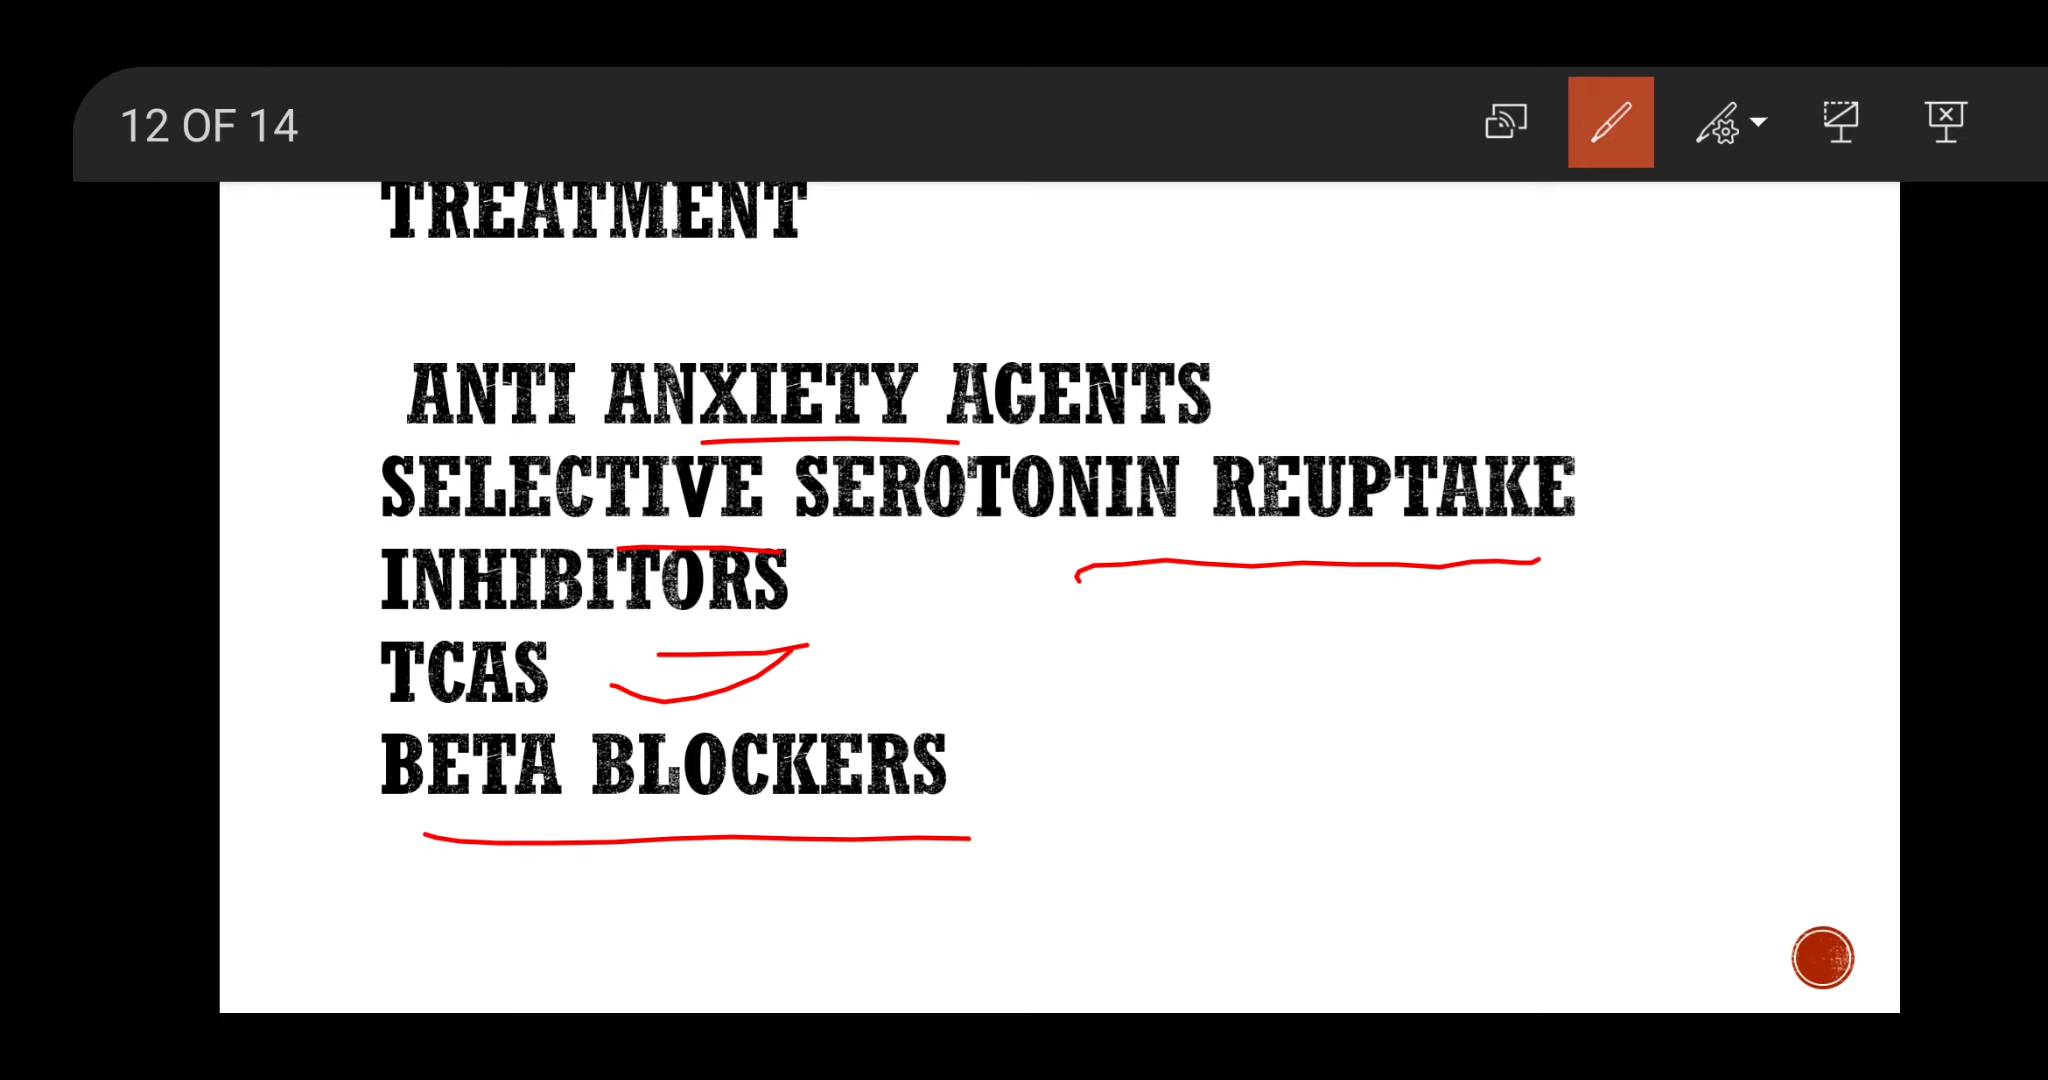 12 OF 14
TREATMENT
ANTI ANXIETY AGENTS
SELECTIVE SEROTONIN REUPTAKE
INHIBITORS
TCAS
BETA BLOCKERS